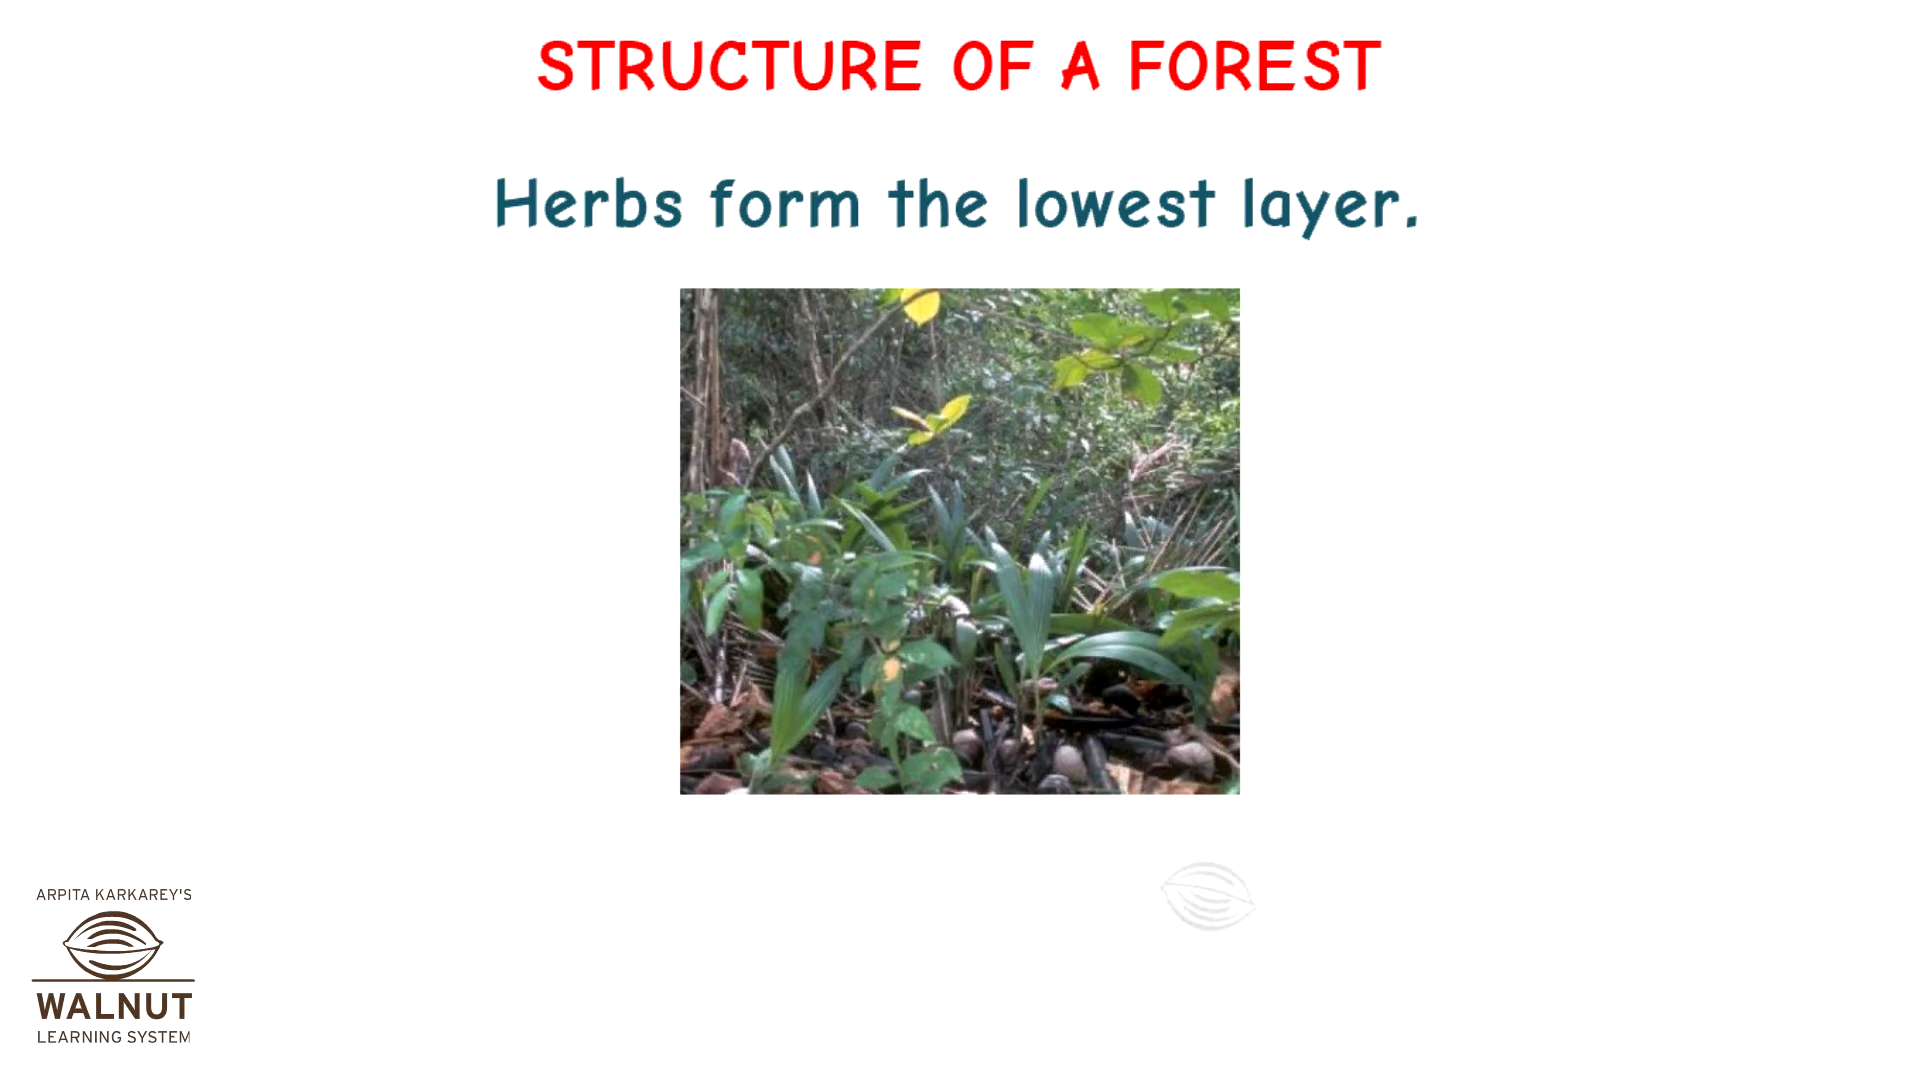 STRUCTURE OF A FOREST
Herbs form the lowest layer.
ARPITA KARKAREY'S
WALNUT
LEARNING SYSTEM